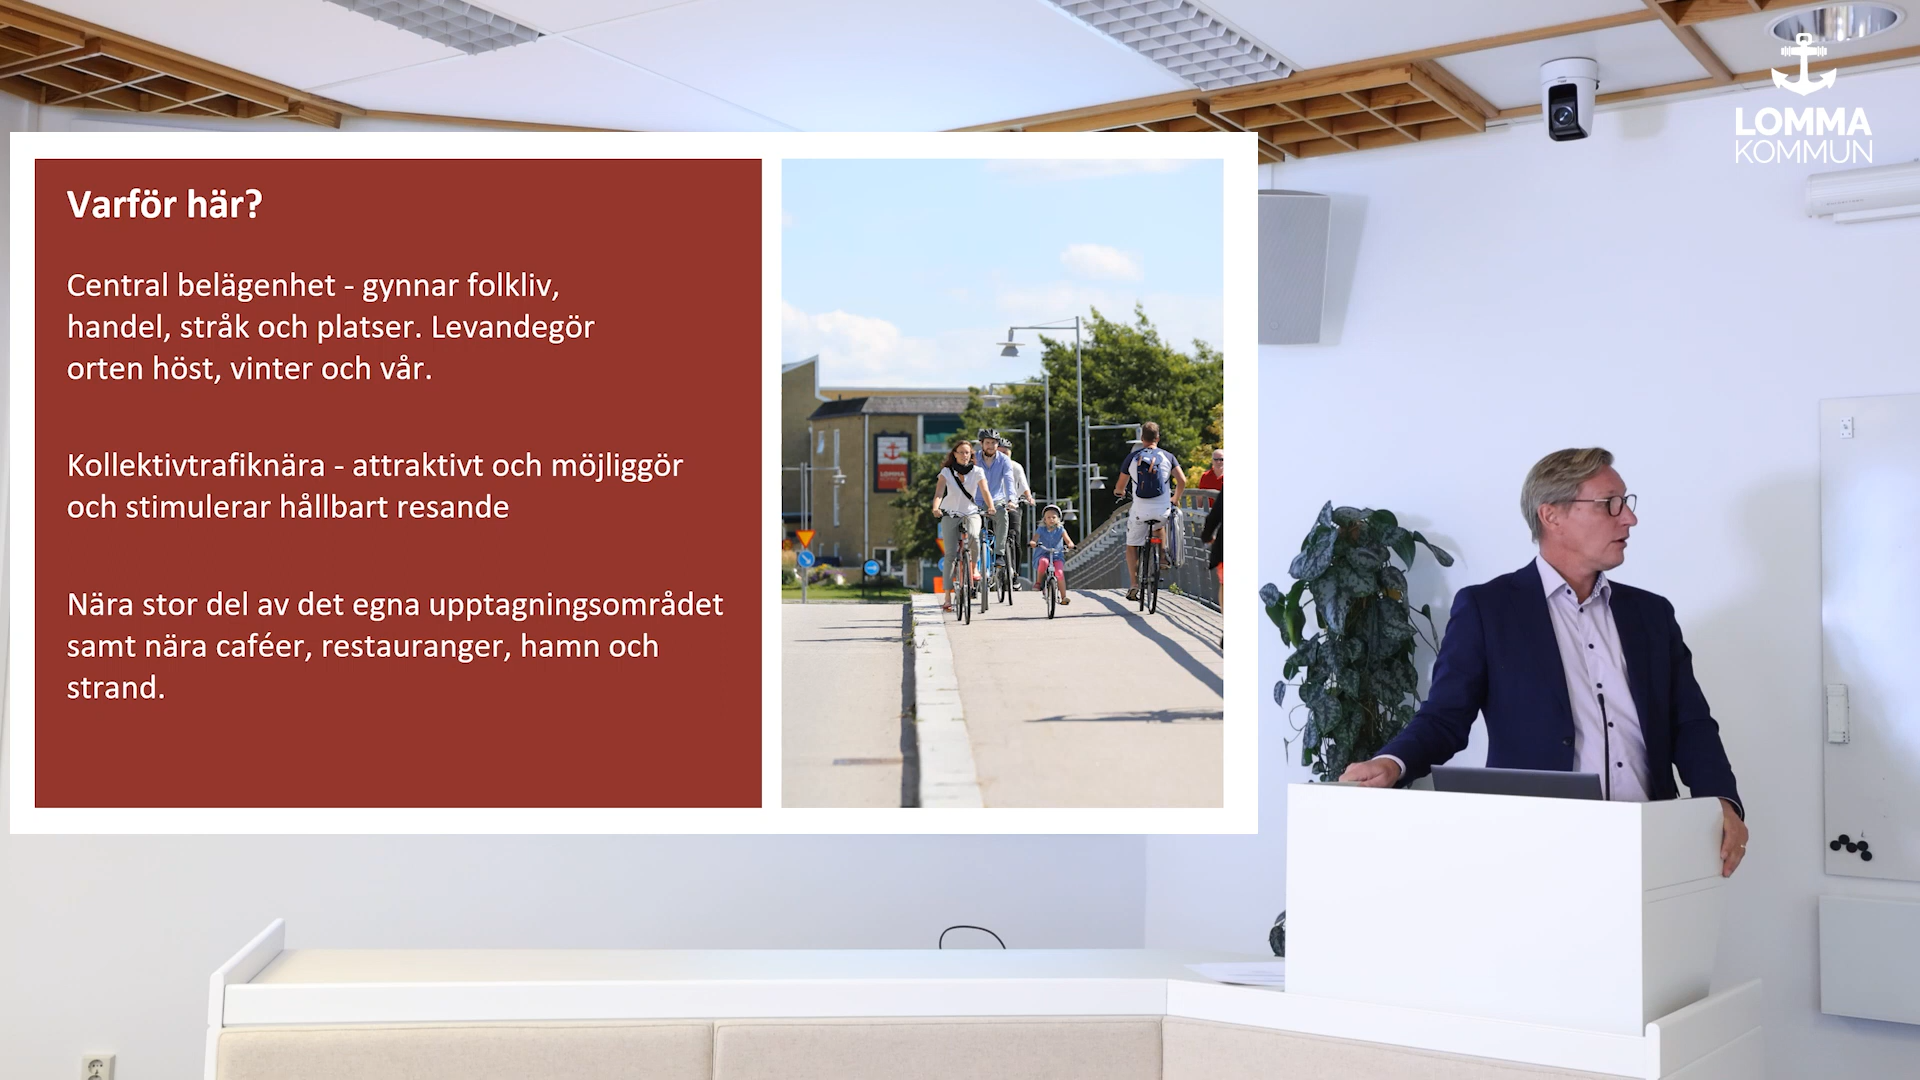 Varför här?
Central belägenhet - gynnar folkliv,
handel, stråk och platser. Levandegör
orten höst, vinter och vår.
Kollektivtrafiknära - attraktivt och möjliggör
och stimulerar hållbart resande
Nära stor del av det egna upptagningsområdet
samt nära caféer, restauranger, hamn och
strand.
LOMMA
LOMMA
KOMMUN